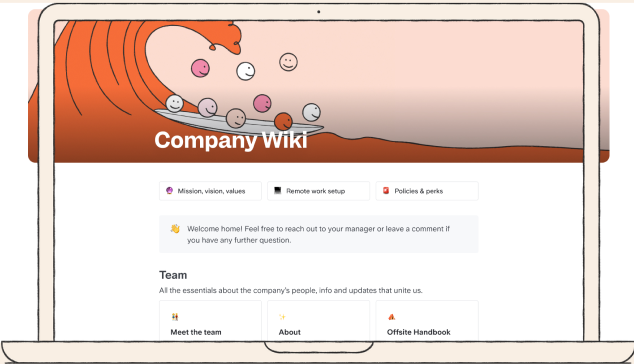 Company Wiki
Mission, vision, values
Remote work setup
Policies & perks
Welcome home! Feel free to reach out to your manager or leave a comment if
you have any further question.
Team
All the essentials about the company's people, info and updates that unite us.
Meet the team
About
Offsite Handbook